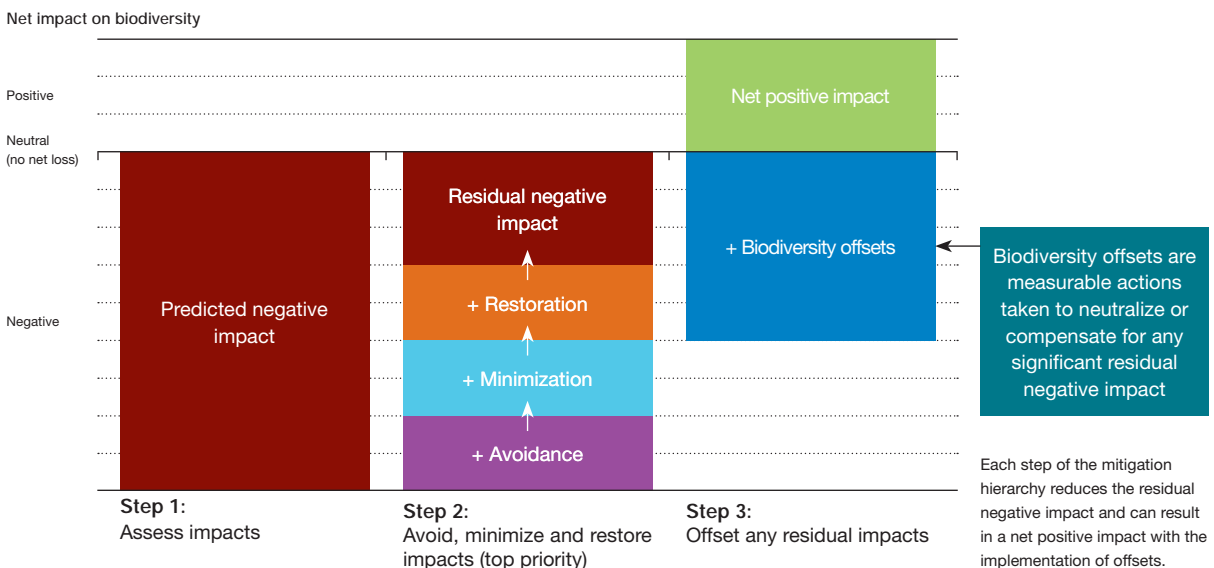 Net impact on biodiversity
Positive
Neutral
(no net loss)
Negative
Predicted negative
impact
Residual negative
impact
+ Restoration
+ Minimization
+ Avoidance
Net positive impact
+ Biodiversity offsets
Biodiversity offsets are
measurable actions
taken to neutralize or
compensate for any
significant residual
negative impact
Step 1:
Assess impacts
Step 2:
Avoid, minimize and restore
impacts (top priority)
Step 3:
Offset any residual impacts
Each step of the mitigation
hierarchy reduces the residual
negative impact and can result
in a net positive impact with the
implementation of offsets.